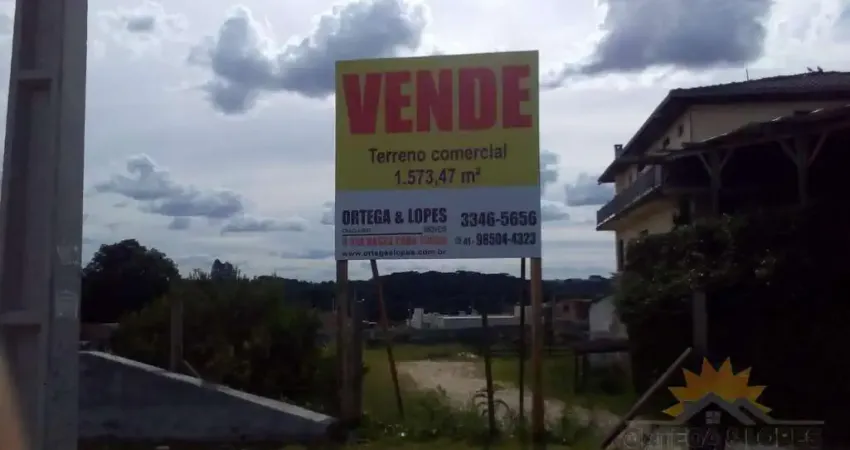 VENDE
Terreno comercial
1.573,47 m²
ORTEGA & LOPES 3346-5656
41- 98504-4323
www.ortegaelopes.com.br
ORTEGA & LOPES